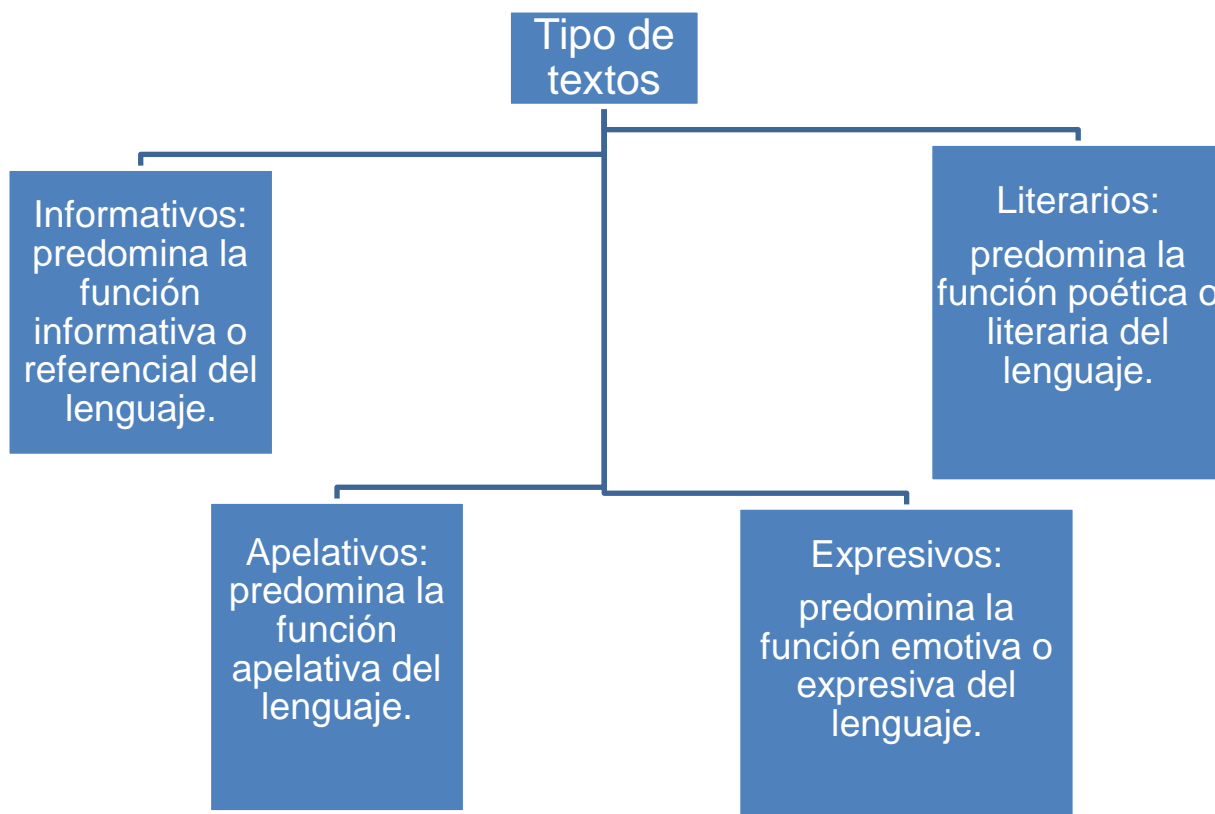 Tipo de
textos
Informativos:
predomina la
función
informativa o
referencial del
lenguaje.
Literarios:
predomina la
función poética o
literaria del
lenguaje.
Apelativos:
predomina la
función
apelativa del
lenguaje.
Expresivos:
predomina la
función emotiva o
expresiva del
lenguaje.